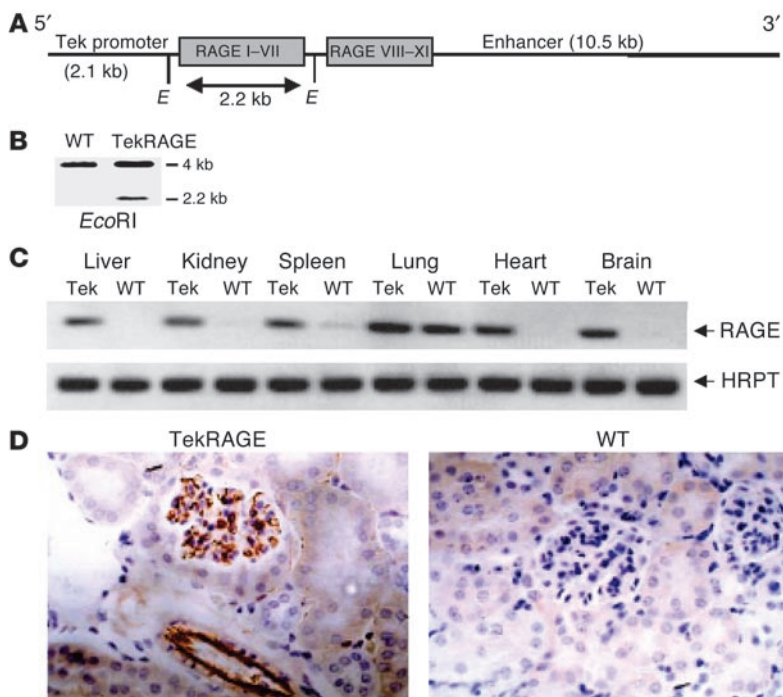 A 5′ 3′
Tek promoter RAGE I–VII RAGE VIII–XI Enhancer (10.5 kb)
(2.1 kb)
E 2.2 kb E
B WT TekRAGE
4 kb
2.2 kb
EcoRI
C Liver Kidney Spleen Lung Heart Brain
Tek WT Tek WT Tek WT Tek WT Tek WT Tek WT
RAGE
HRPT
D TekRAGE WT